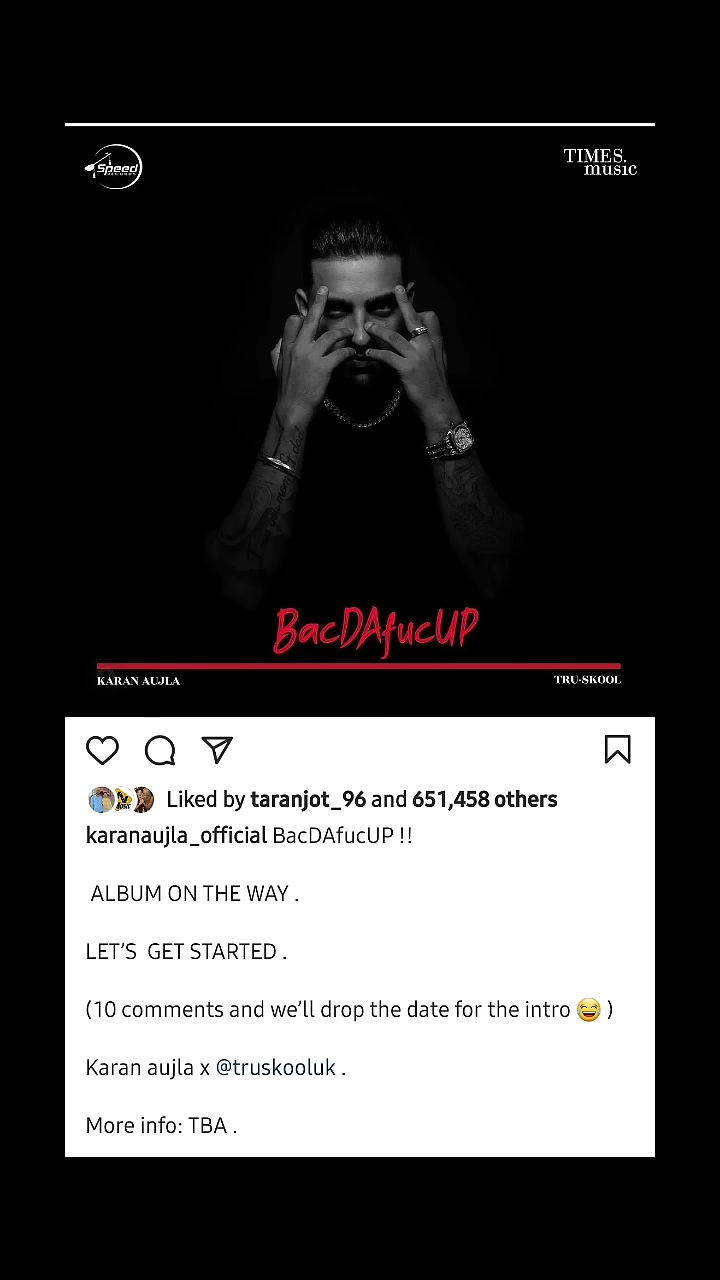 Speed
RECORDS
TIMES.
music
BacDAfucUP
KARAN AUJLA
TRU-SKOOL
Liked by taranjot_96 and 651,458 others
karanaujla_official BacDAfucUP !!
ALBUM ON THE WAY .
LET’S GET STARTED .
(10 comments and we’ll drop the date for the intro 😂 )
Karan aujla x @truskooluk .
More info: TBA .